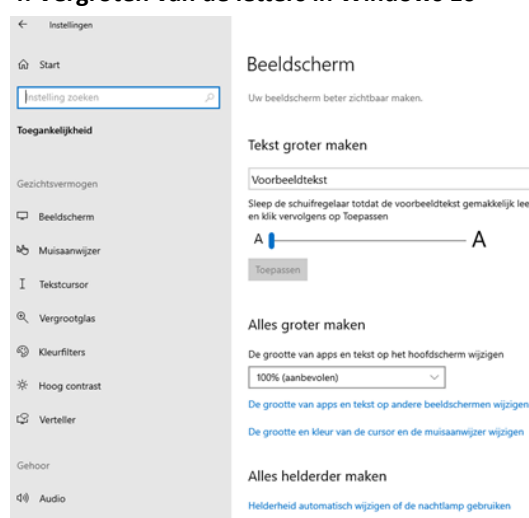 Instellingen
Start
Instelling zoeken
Toegankelijkheid
Gezichtsvermogen
Beeldscherm
Muisaanwijzer
Tekstcursor
Vergrootglas
Kleurfilters
Hoog contrast
Verteller
Gehoor
Audio
Beeldscherm
Uw beeldscherm beter zichtbaar maken.
Tekst groter maken
Voorbeeldtekst
Sleep de schuifregelaar totdat de voorbeeldtekst gemakkelijk lee
en klik vervolgens op Toepassen
A A
Toepassen
Alles groter maken
De grootte van apps en tekst op het hoofdscherm wijzigen
100% (aanbevolen)
De grootte van apps en tekst op andere beeldschermen wijzigen
De grootte en kleur van de cursor en de muisaanwijzer wijzigen
Alles helderder maken
Helderheid automatisch wijzigen of de nachtlamp gebruiken